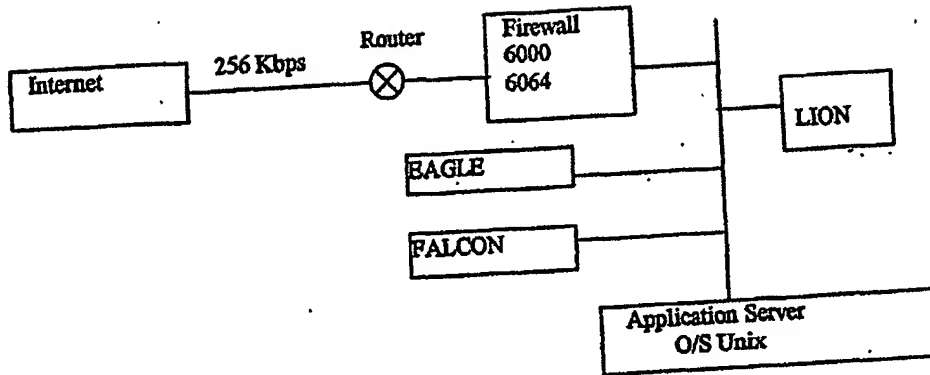 Internet
256 Kbps
Router
Firewall
6000
6064
LION
EAGLE
FALCON
Application Server
O/S Unix